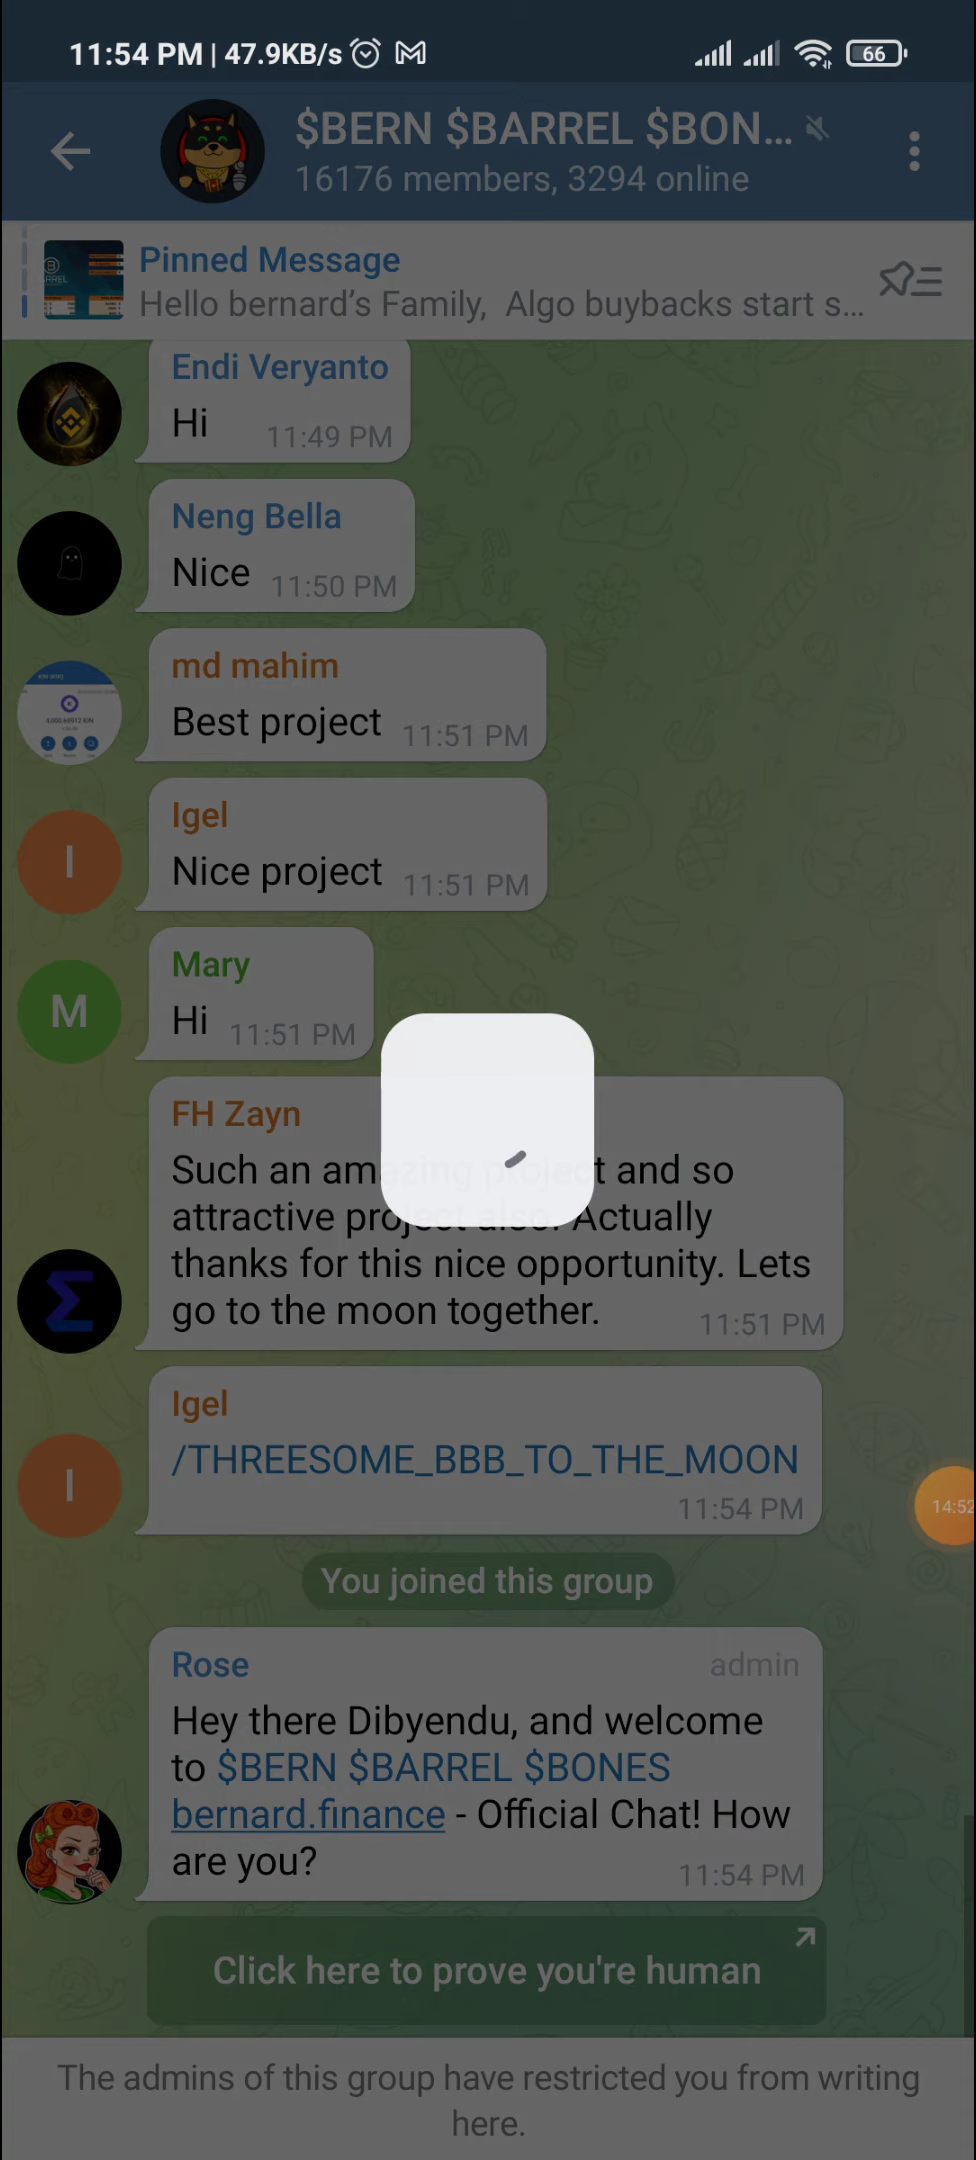 11:54 PM | 47.9KB/s
66
$BERN $BARREL $BON...
16176 members, 3294 online
Pinned Message
Hello bernard’s Family, Algo buybacks start s...
Endi Veryanto
Hi 11:49 PM
Neng Bella
Nice 11:50 PM
md mahim
Best project 11:51 PM
Igel
I
Nice project 11:51 PM
Mary
M
Hi 11:51 PM
FH Zayn
Such an amazing project and so
attractive project also. Actually
thanks for this nice opportunity. Lets
go to the moon together. 11:51 PM
Igel
I
/THREESOME_BBB_TO_THE_MOON
11:54 PM
14:52
You joined this group
Rose admin
Hey there Dibyendu, and welcome
to $BERN $BARREL $BONES
bernard.finance - Official Chat! How
are you? 11:54 PM
Click here to prove you're human
The admins of this group have restricted you from writing
here.